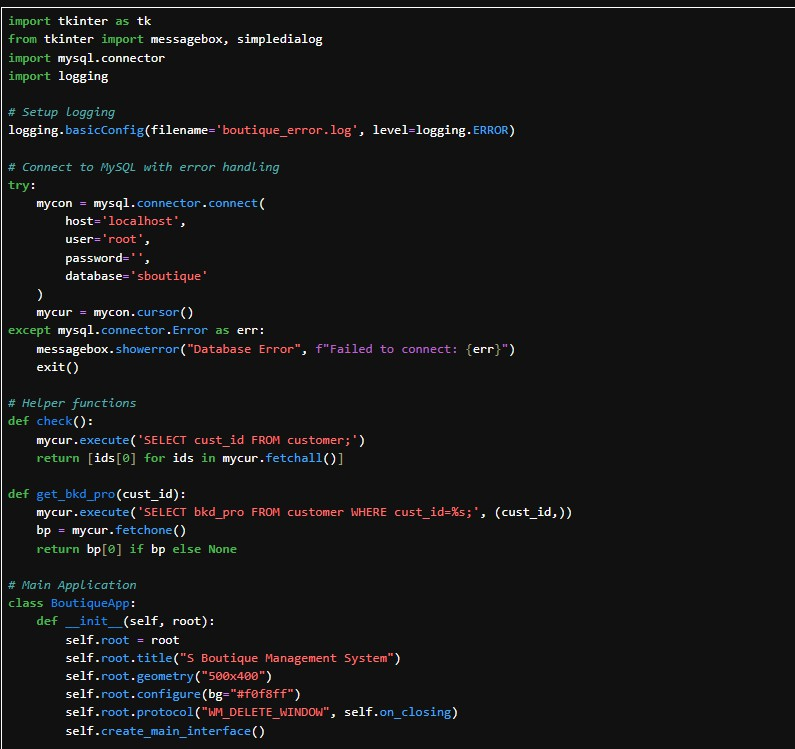 import tkinter as tk
from tkinter import messagebox, simpledialog
import mysql.connector
import logging

# Setup logging
logging.basicConfig(filename='boutique_error.log', level=logging.ERROR)

# Connect to MySQL with error handling
try:
    mycon = mysql.connector.connect(
        host='localhost',
        user='root',
        password='',
        database='sboutique'
    )
    mycur = mycon.cursor()
except mysql.connector.Error as err:
    messagebox.showerror("Database Error", f"Failed to connect: {err}")
    exit()

# Helper functions
def check():
    mycur.execute('SELECT cust_id FROM customer;')
    return [ids[0] for ids in mycur.fetchall()]

def get_bkd_pro(cust_id):
    mycur.execute('SELECT bkd_pro FROM customer WHERE cust_id=%s;', (cust_id,))
    bp = mycur.fetchone()
    return bp[0] if bp else None

# Main Application
class BoutiqueApp:
    def __init__(self, root):
        self.root = root
        self.root.title("S Boutique Management System")
        self.root.geometry("500x400")
        self.root.configure(bg="#f0f8ff")
        self.root.protocol("WM_DELETE_WINDOW", self.on_closing)
        self.create_main_interface()